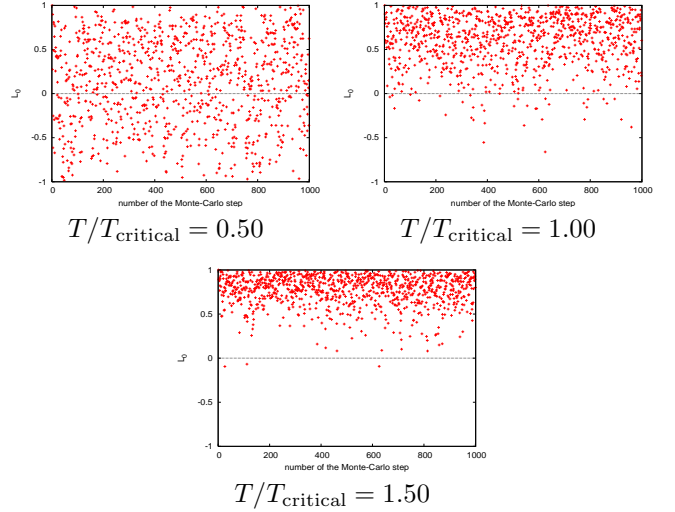 1
0.5
0
-0.5
-1
L0
0 200 400 600 800 1000
number of the Monte-Carlo step
T/Tcritical = 0.50
1
0.5
0
-0.5
-1
L0
0 200 400 600 800 1000
number of the Monte-Carlo step
T/Tcritical = 1.00
1
0.5
0
-0.5
-1
L0
0 200 400 600 800 1000
number of the Monte-Carlo step
T/Tcritical = 1.50